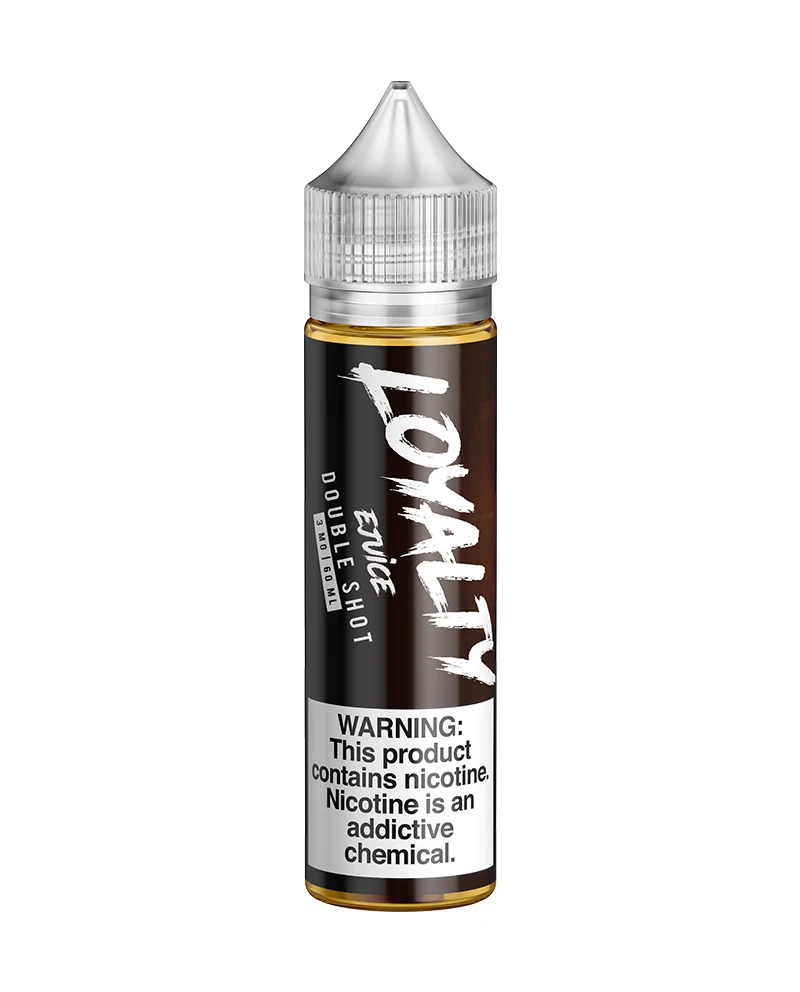 LOYALTY
EJUICE
DOUBLE SHOT
3 MG | 60 ML
WARNING:
This product
contains nicotine.
Nicotine is an
addictive
chemical.